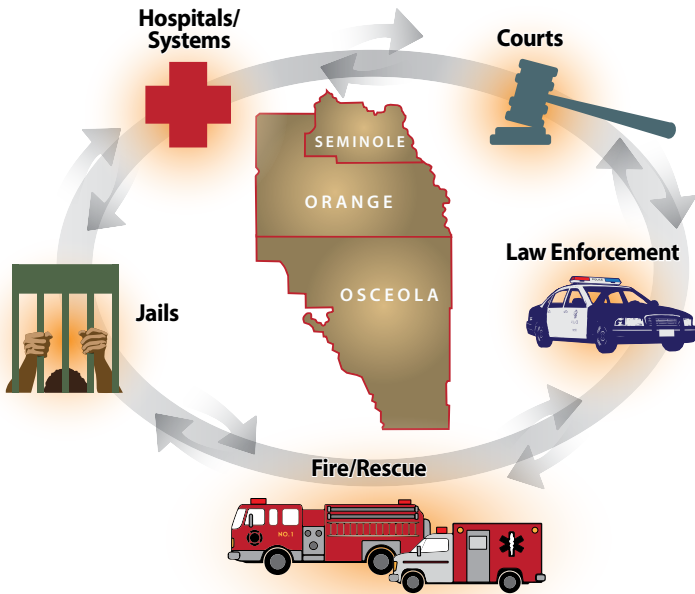 Hospitals/
Systems
Courts
SEMINOLE
ORANGE
Law Enforcement
OSCEOLA
Jails
Fire/Rescue
NO.1